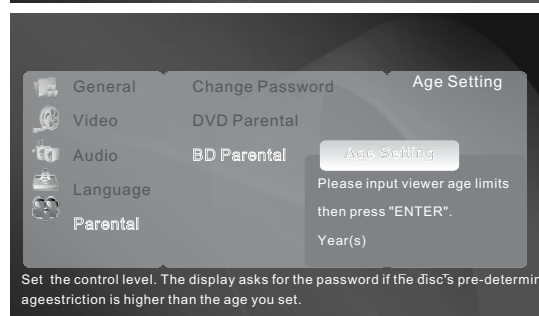 General
Video
Audio
Language
Parental
Change Password
DVD Parental
BD Parental
Age Setting
Age Setting
Please input viewer age limits
then press "ENTER".
Year(s)
Set the control level. The display asks for the password if the disc's pre-determin
ageestriction is higher than the age you set.